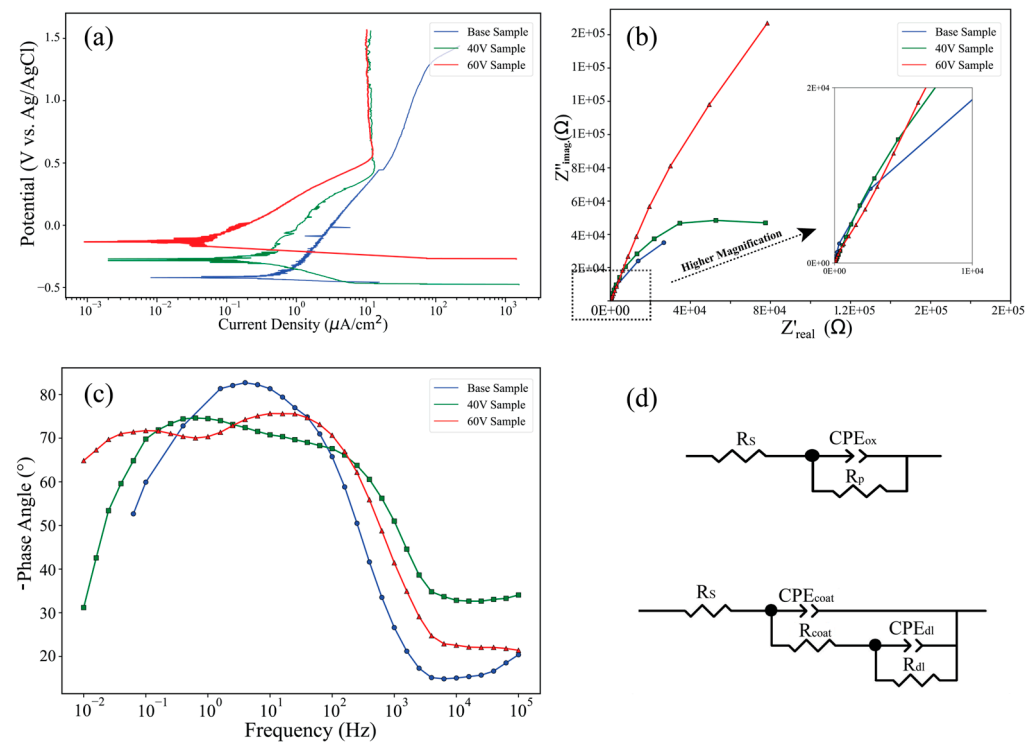 (a)
Base Sample
40V Sample
60V Sample
1.5
1.0
0.5
0.0
−0.5
Potential (V vs. Ag/AgCl)
10⁻³
10⁻²
10⁻¹
10⁰
10¹
10²
10³
Current Density (μA/cm²)
(b)
Base Sample
40V Sample
60V Sample
2E+05
2E+05
1E+05
1E+05
8E+04
6E+04
4E+04
2E+04
0E+00
Z''imag.(Ω)
2E+04
0E+00
0E+00
1E+04
Higher Magnification
0E+00
4E+04
8E+04
12E+05
2E+05
2E+05
Z'real (Ω)
(c)
Base Sample
40V Sample
60V Sample
80
70
60
50
40
30
20
-Phase Angle (°)
10⁻²
10⁻¹
10⁰
10¹
10²
10³
10⁴
10⁵
Frequency (Hz)
(d)
RS
CPEox
Rp
RS
CPEcoat
Rcoat
CPEdl
Rdl